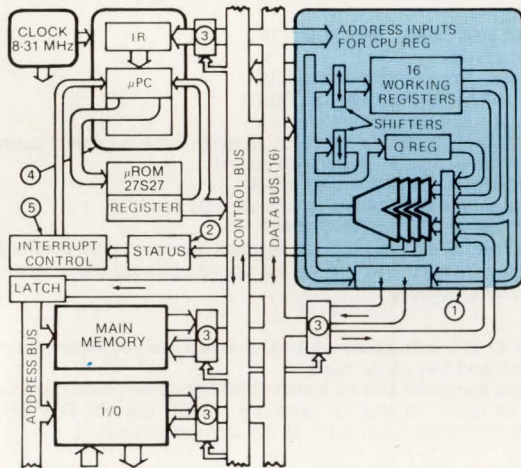 CLOCK
8-31 MHz
IR
3
ADDRESS INPUTS
FOR CPU REG
μPC
16
WORKING
REGISTERS
SHIFTERS
4
Q REG
μROM
27S27
REGISTER
CONTROL BUS
DATA BUS (16)
5
2
INTERRUPT
CONTROL
STATUS
LATCH
1
3
MAIN
MEMORY
3
ADDRESS BUS
I/O
3